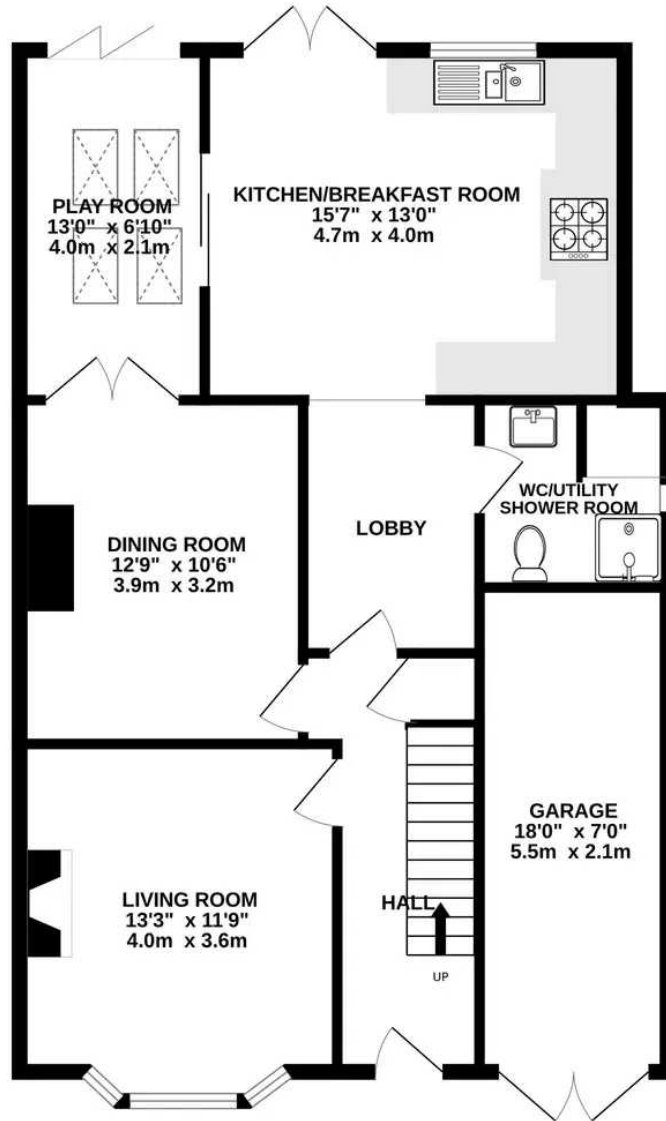 PLAY ROOM
13'0" x 6'10"
4.0m x 2.1m
KITCHEN/BREAKFAST ROOM
15'7" x 13'0"
4.7m x 4.0m
DINING ROOM
12'9" x 10'6"
3.9m x 3.2m
LOBBY
WC/UTILITY
SHOWER ROOM
LIVING ROOM
13'3" x 11'9"
4.0m x 3.6m
HALL
UP
GARAGE
18'0" x 7'0"
5.5m x 2.1m